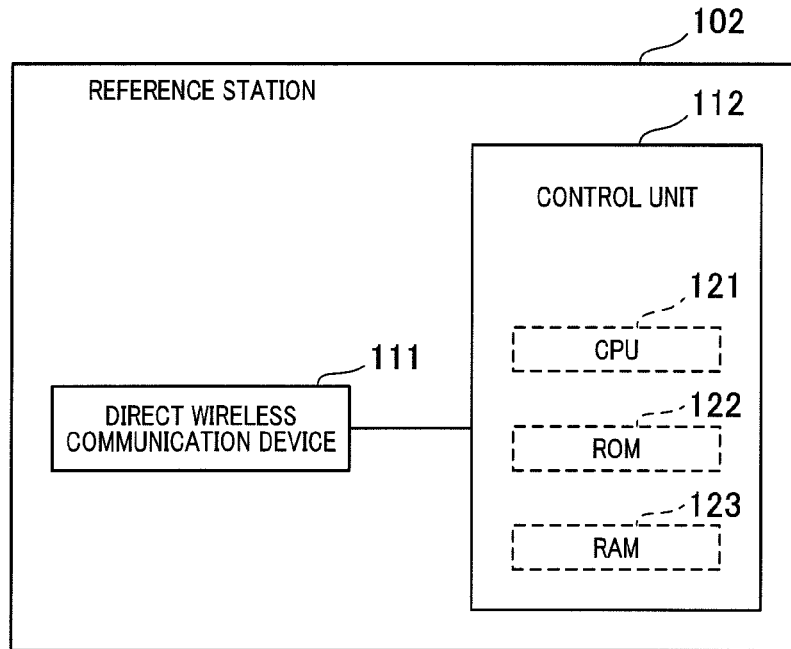 102
REFERENCE STATION
112
CONTROL UNIT
121
CPU
111
DIRECT WIRELESS
COMMUNICATION DEVICE
122
ROM
123
RAM